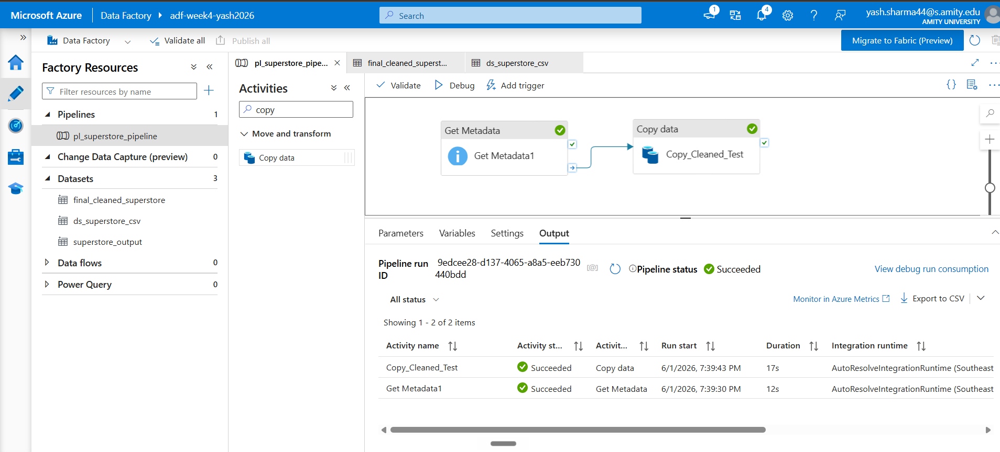 Microsoft Azure
Data Factory
adf-week4-yash2026
Search
1
4
yash.sharma44@s.amity.edu
AMITY UNIVERSITY
Data Factory
Validate all
Publish all
Migrate to Fabric (Preview)
Factory Resources
Filter resources by name
Pipelines 1
pl_superstore_pipeline
Change Data Capture (preview) 0
Datasets 3
final_cleaned_superstore
ds_superstore_csv
superstore_output
Data flows 0
Power Query 0
pl_superstore_pipe...
final_cleaned_superst...
ds_superstore_csv
Activities
copy
Move and transform
Copy data
Validate
Debug
Add trigger
Get Metadata
Get Metadata1
Copy data
Copy_Cleaned_Test
Parameters
Variables
Settings
Output
Pipeline run
ID
9edcee28-d137-4065-a8a5-eeb730
440bdd
[@]
Pipeline status
Succeeded
View debug run consumption
All status
Monitor in Azure Metrics
Export to CSV
Showing 1 - 2 of 2 items
Activity name Activity st... Activit... Run start Duration Integration runtime
Copy_Cleaned_Test Succeeded Copy data 6/1/2026, 7:39:43 PM 17s AutoResolveIntegrationRuntime (Southeast
Get Metadata1 Succeeded Get Metadata 6/1/2026, 7:39:30 PM 12s AutoResolveIntegrationRuntime (Southeast